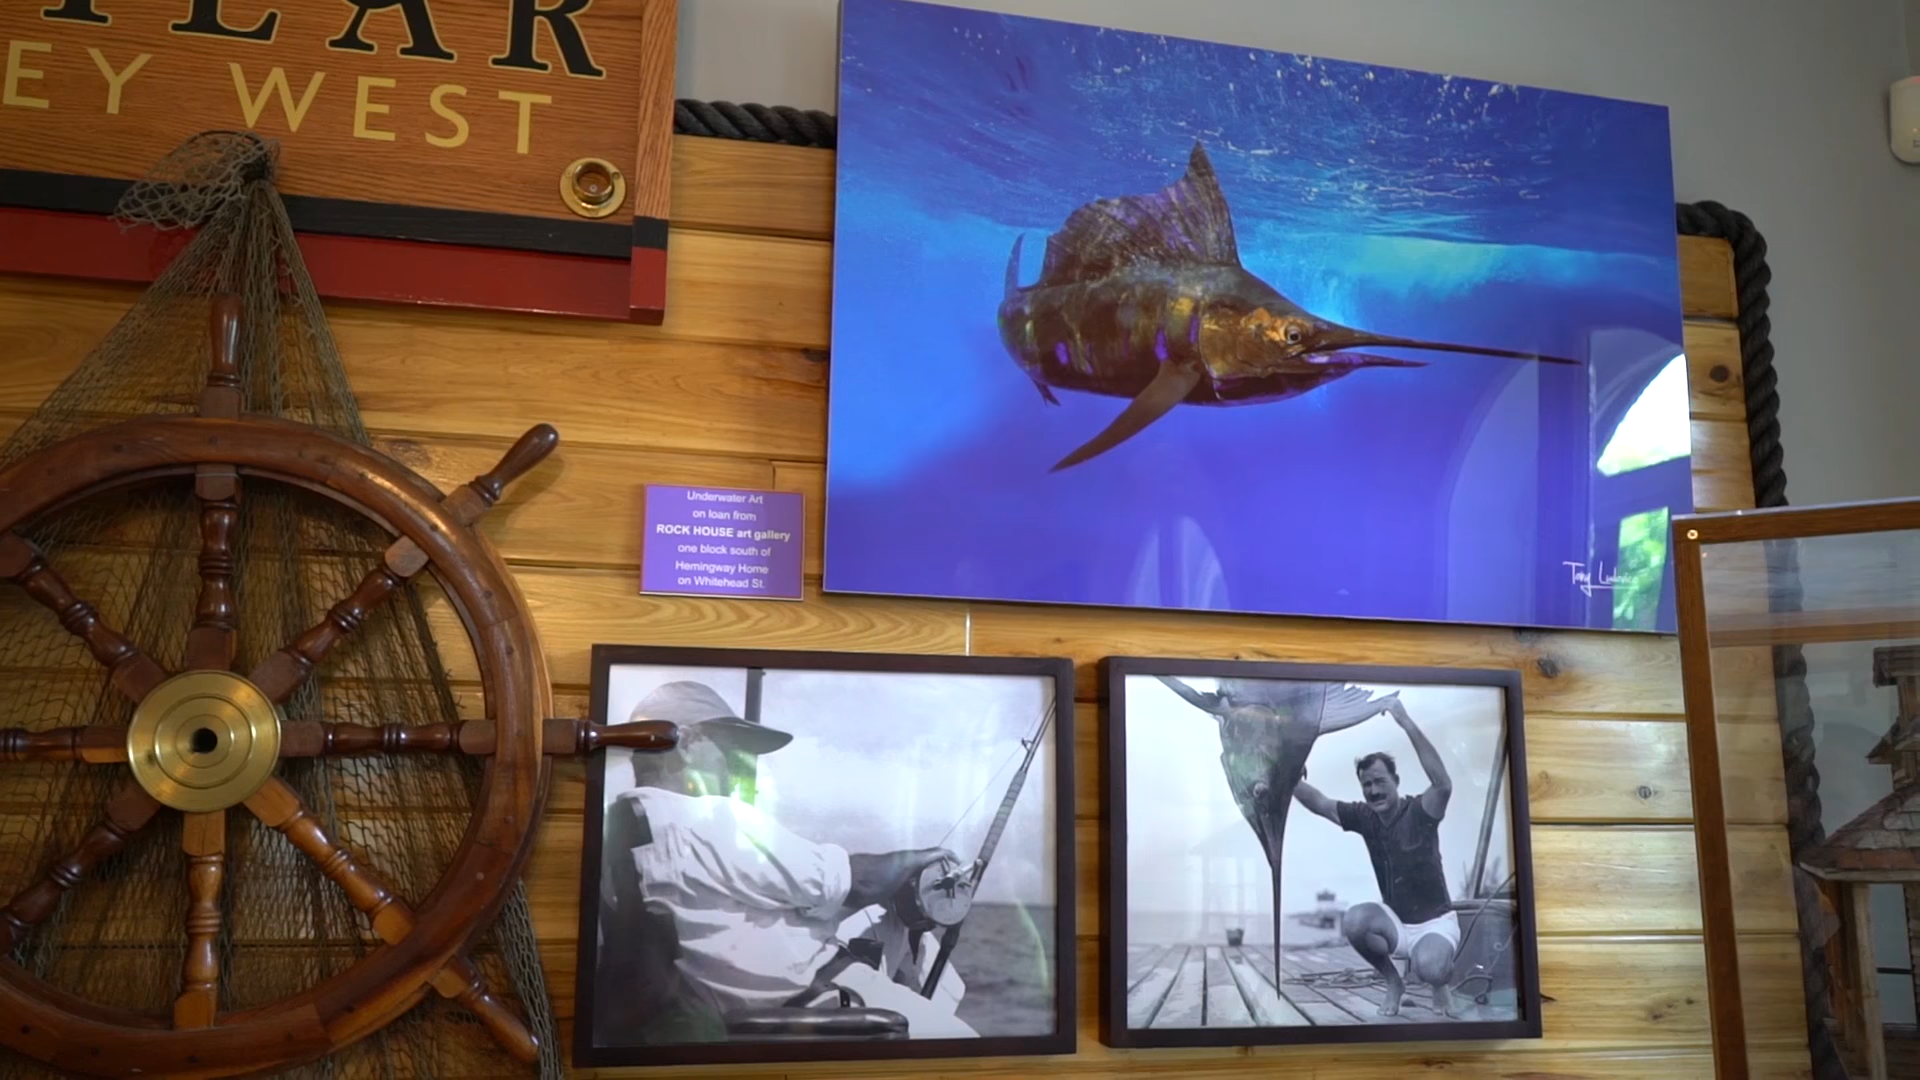 EY WEST
Underwater Art
on loan from
ROCK HOUSE art gallery
one block south of
Hemingway Home
on Whitehead St.
Tony